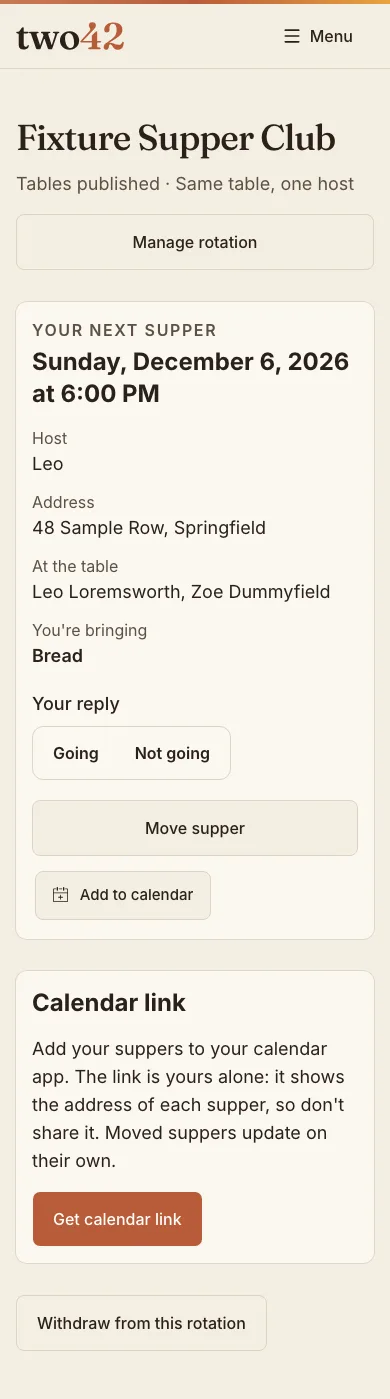 two42
Menu
Fixture Supper Club
Tables published · Same table, one host
Manage rotation
YOUR NEXT SUPPER
Sunday, December 6, 2026
at 6:00 PM
Host
Leo
Address
48 Sample Row, Springfield
At the table
Leo Loremsworth, Zoe Dummyfield
You're bringing
Bread
Your reply
Going Not going
Move supper
Add to calendar
Calendar link
Add your suppers to your calendar
app. The link is yours alone: it shows
the address of each supper, so don't
share it. Moved suppers update on
their own.
Get calendar link
Withdraw from this rotation